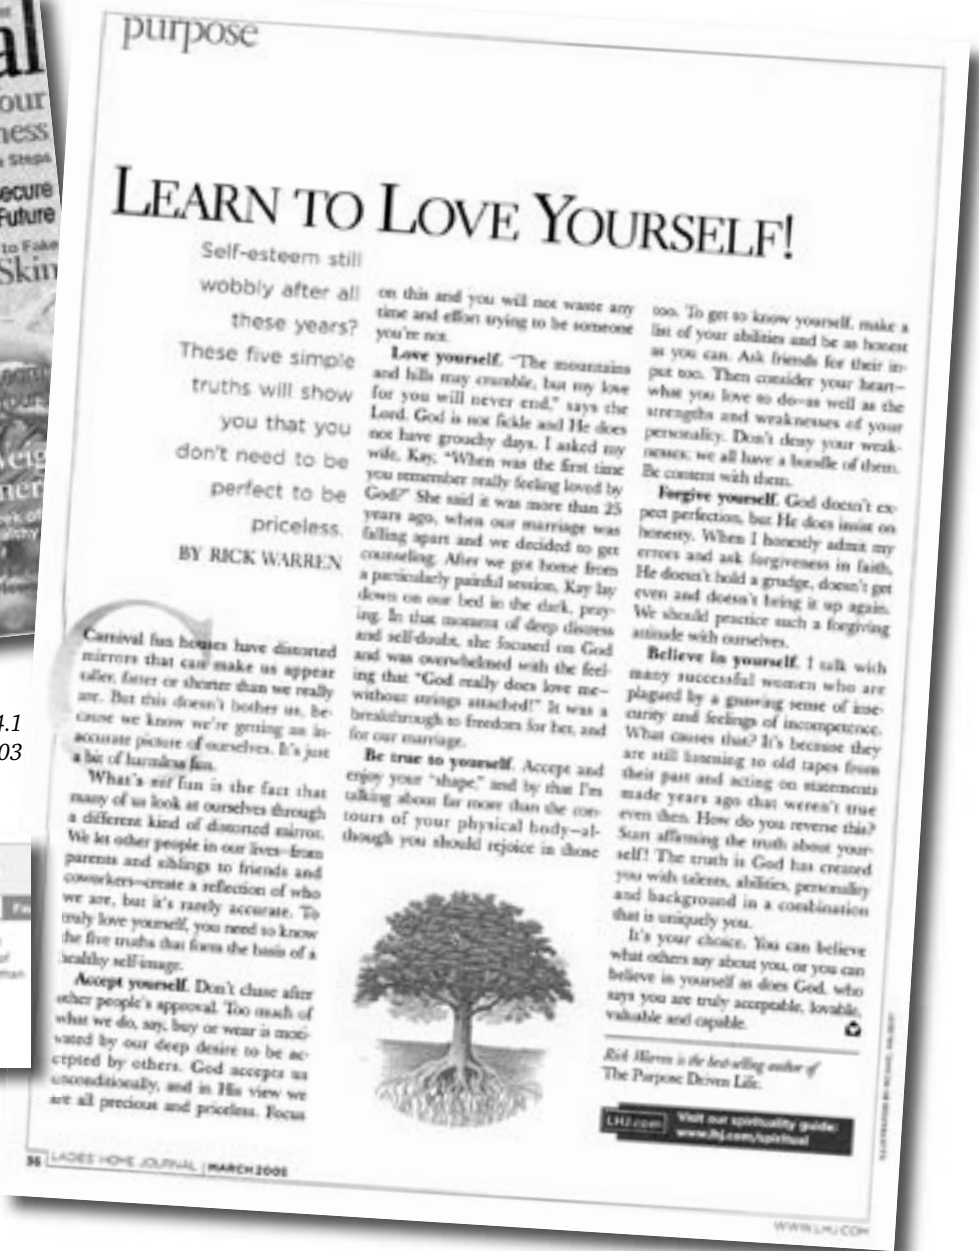 al
our
ness
Steps
ecure
Future
to Fake
Skin
4.1
03
purpose
LEARN TO LOVE YOURSELF!
Self-esteem still
wobbly after all
these years?
These five simple
truths will show
you that you
don't need to be
perfect to be
priceless.
BY RICK WARREN
Carnival fun houses have distorted
mirrors that can make us appear
taller, fatter or shorter than we really
are. But this doesn't bother us, be-
cause we know we're getting an in-
accurate picture of ourselves. It's just
a bit of harmless fun.
What's not fun is the fact that
many of us look at ourselves through
a different kind of distorted mirror.
We let other people in our lives—from
parents and siblings to friends and
coworkers—create a reflection of who
we are, but it's rarely accurate. To
truly love yourself, you need to know
the five truths that form the basis of a
healthy self-image.
Accept yourself. Don't chase after
other people's approval. Too much of
what we do, say, buy or wear is moti-
vated by our deep desire to be ac-
cepted by others. God accepts us
unconditionally, and in His view we
are all precious and priceless. Focus
on this and you will not waste any
time and effort trying to be someone
you're not.
Love yourself. "The mountains
and hills may crumble, but my love
for you will never end," says the
Lord. God is not fickle and He does
not have grouchy days. I asked my
wife, Kay, "When was the first time
you remember really feeling loved by
God?" She said it was more than 25
years ago, when our marriage was
falling apart and we decided to get
counseling. After we got home from
a particularly painful session, Kay lay
down on our bed in the dark, pray-
ing. In that moment of deep distress
and self-doubt, she focused on God
and was overwhelmed with the feel-
ing that "God really does love me—
without strings attached!" It was a
breakthrough to freedom for her, and
for our marriage.
Be true to yourself. Accept and
enjoy your "shape," and by that I'm
talking about far more than the con-
tours of your physical body—al-
though you should rejoice in those
too. To get to know yourself, make a
list of your abilities and be as honest
as you can. Ask friends for their in-
put too. Then consider your heart—
what you love to do—as well as the
strengths and weaknesses of your
personality. Don't deny your weak-
nesses; we all have a bundle of them.
Be content with them.
Forgive yourself. God doesn't ex-
pect perfection, but He does insist on
honesty. When I honestly admit my
errors and ask forgiveness in faith,
He doesn't hold a grudge, doesn't get
even and doesn't bring it up again.
We should practice such a forgiving
attitude with ourselves.
Believe in yourself. I talk with
many successful women who are
plagued by a gnawing sense of inse-
curity and feelings of incompetence.
What causes this? It's because they
are still listening to old tapes from
their past and acting on statements
made years ago that weren't true
even then. How do you reverse this?
Start affirming the truth about your-
self! The truth is God has created
you with talents, abilities, personality
and background in a combination
that is uniquely you.
It's your choice. You can believe
what others say about you, or you can
believe in yourself as does God, who
says you are truly acceptable, lovable,
valuable and capable.
Rick Warren is the best-selling author of
The Purpose Driven Life.
LHJ.com
Visit our spirituality guide:
www.lhj.com/spiritual
56 LADIES' HOME JOURNAL | MARCH 2005
WWW.LHJ.COM